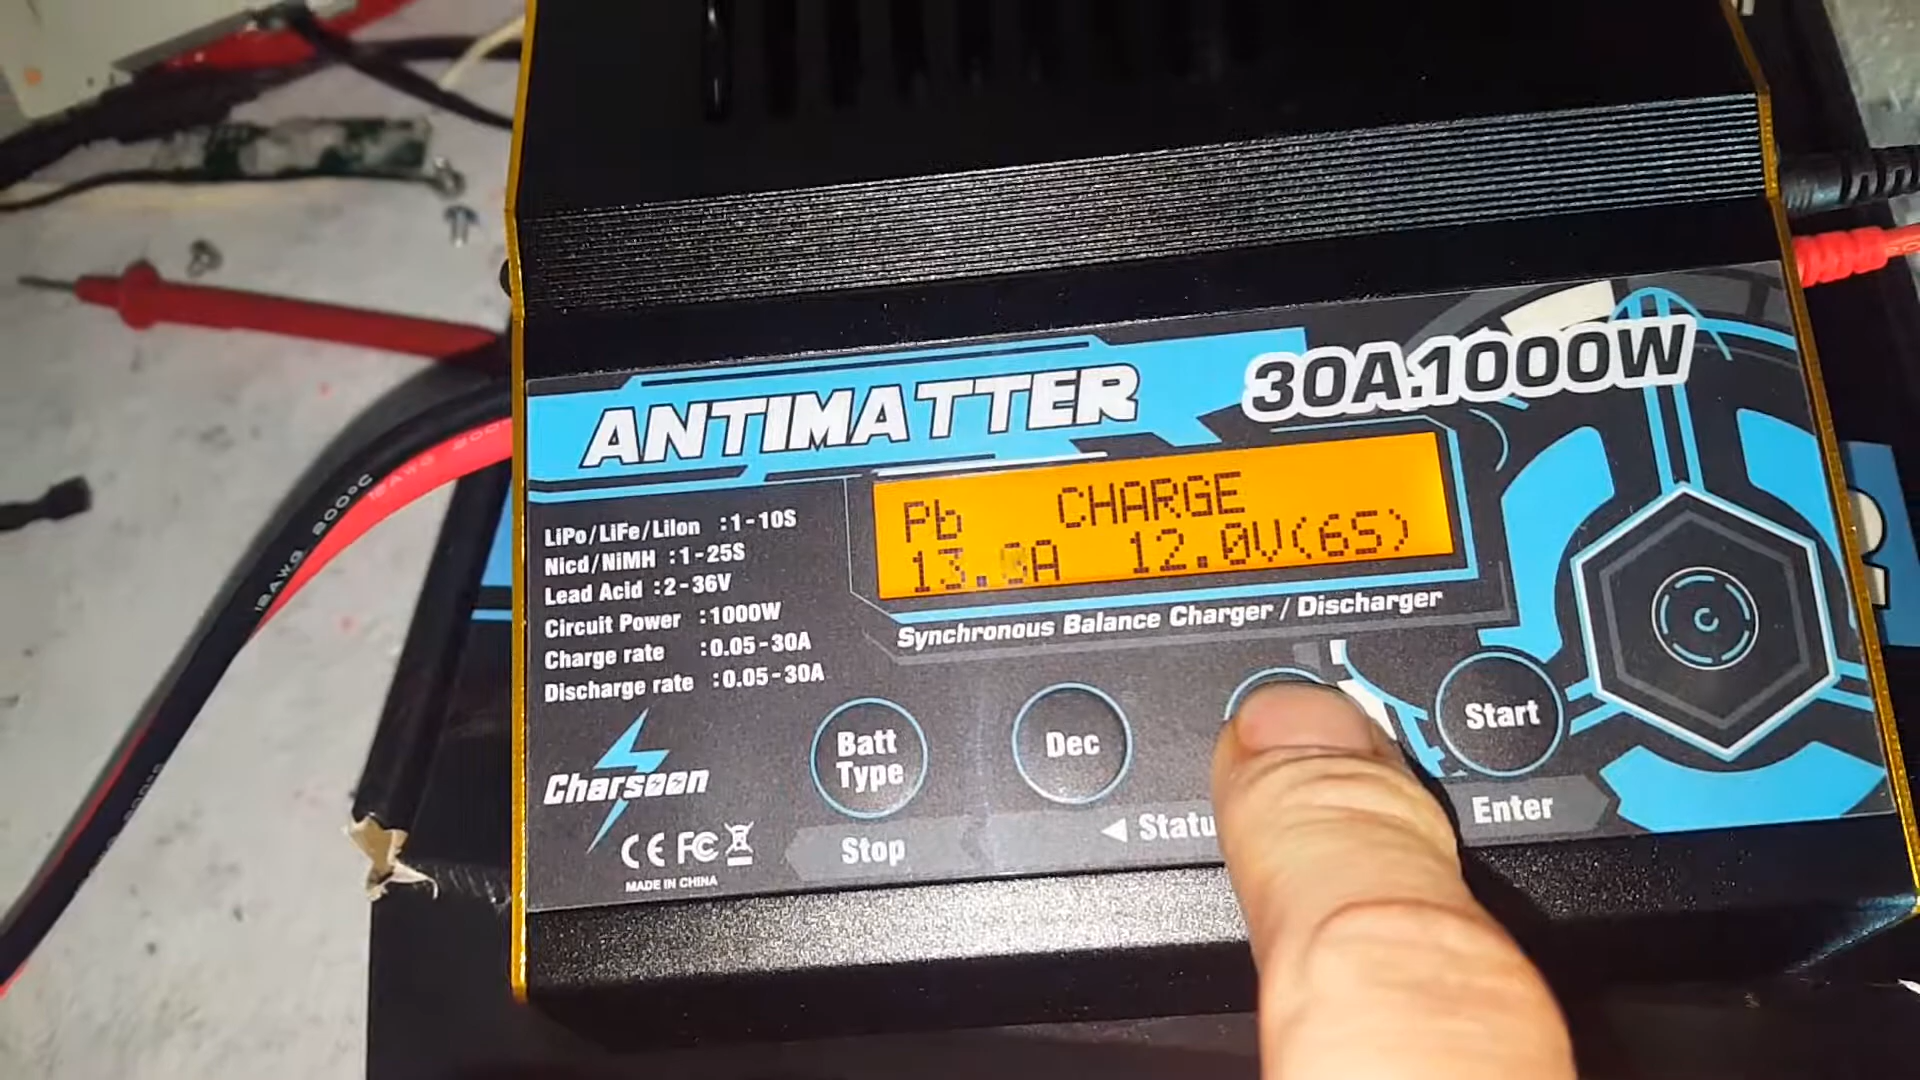 ANTIMATTER
30A.1000W
Pb CHARGE
12.0V(6S)
Synchronous Balance Charger / Discharger
LiPo/LiFe/LiIon :1-10S
Nicd/NiMH :1-25S
Lead Acid :2-36V
Circuit Power :1000W
Charge rate :0.05-30A
Discharge rate :0.05-30A
Charsoon
CE FC
MADE IN CHINA
Batt Type
Dec
Start
Stop
◀ Statu
Enter
12AWG 200°C